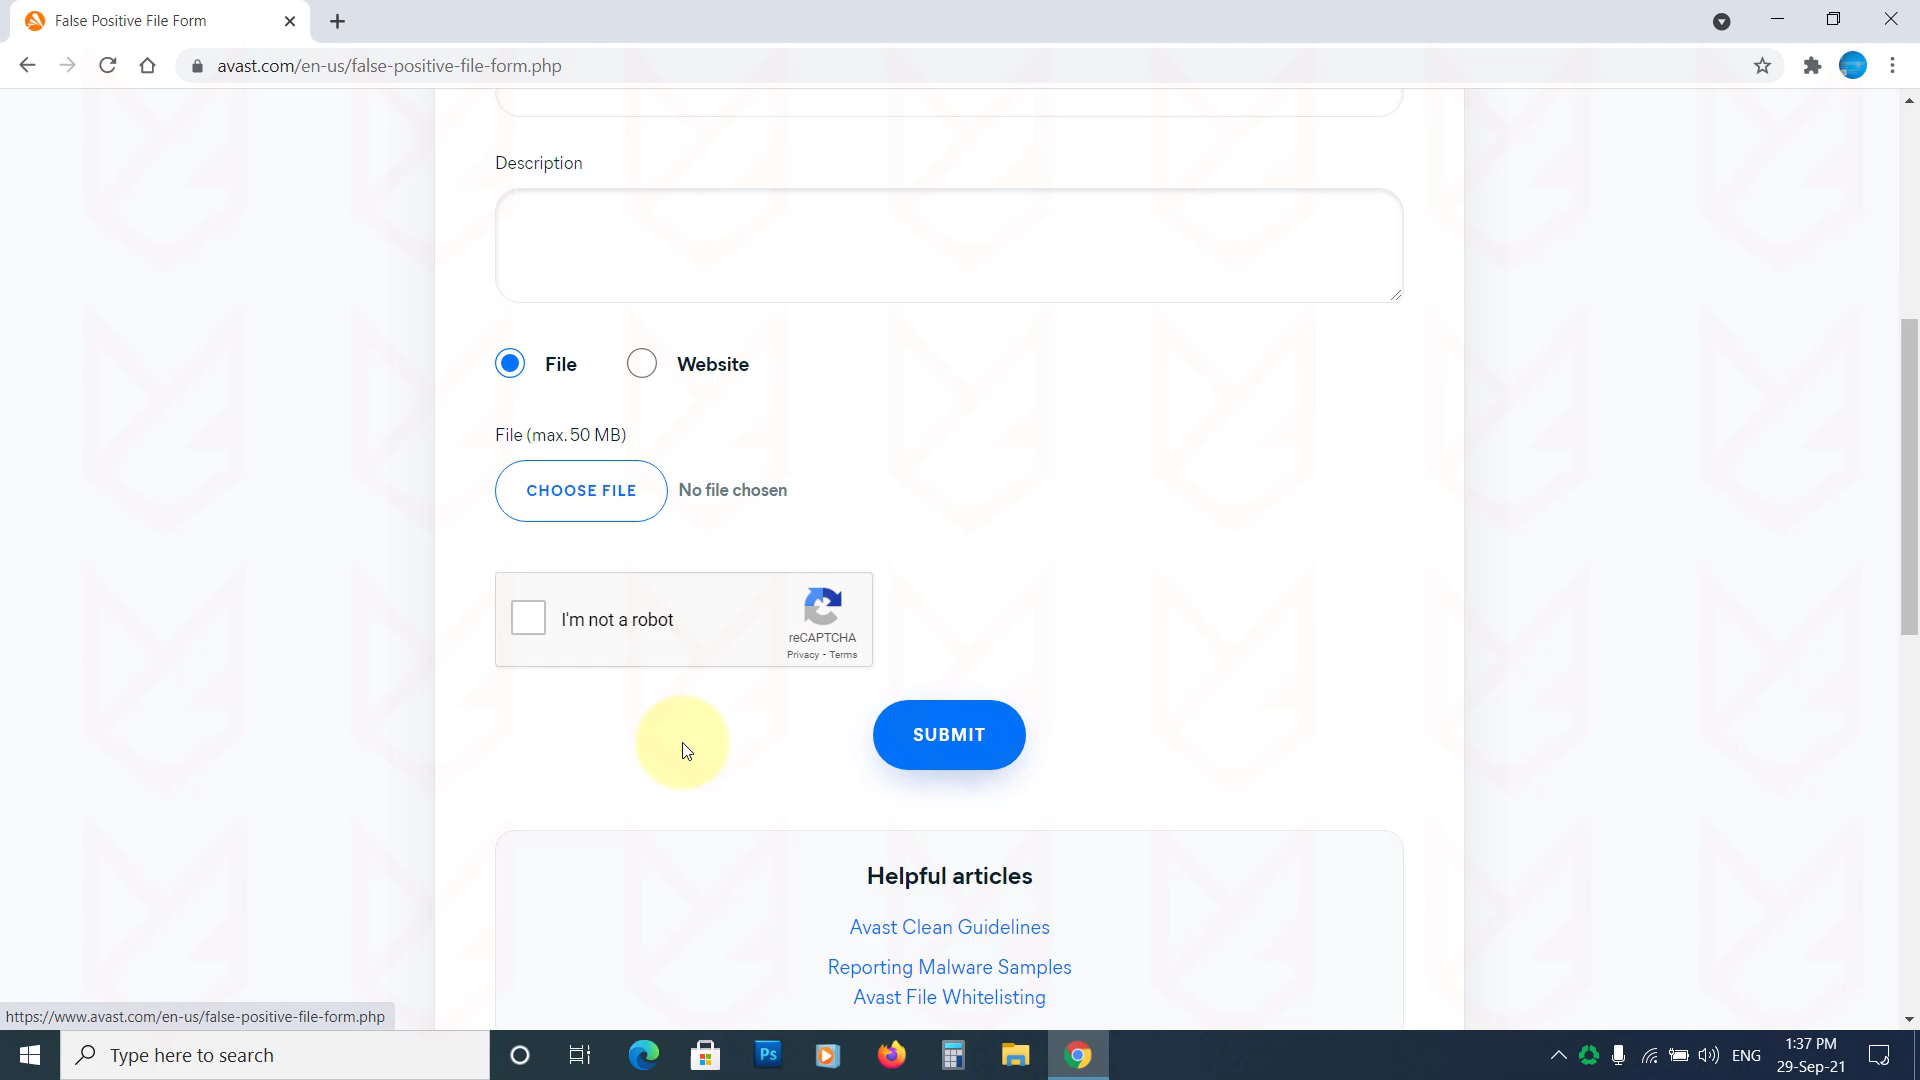 False Positive File Form
avast.com/en-us/false-positive-file-form.php
Description
File
Website
File (max. 50 MB)
CHOOSE FILE
No file chosen
I'm not a robot
reCAPTCHA
Privacy - Terms
SUBMIT
Helpful articles
Avast Clean Guidelines
Reporting Malware Samples
Avast File Whitelisting
https://www.avast.com/en-us/false-positive-file-form.php
Type here to search
Ps
ENG
1:37 PM
29-Sep-21